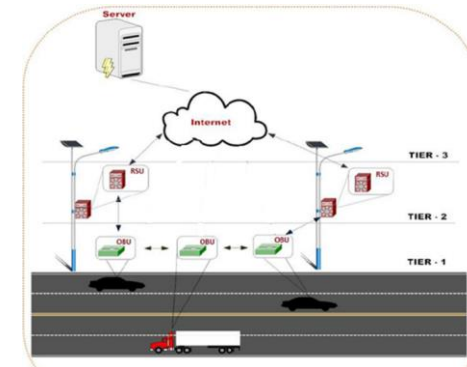 Server
Internet
TIER - 3
RSU
RSU
TIER - 2
OBU
OBU
OBU
TIER - 1